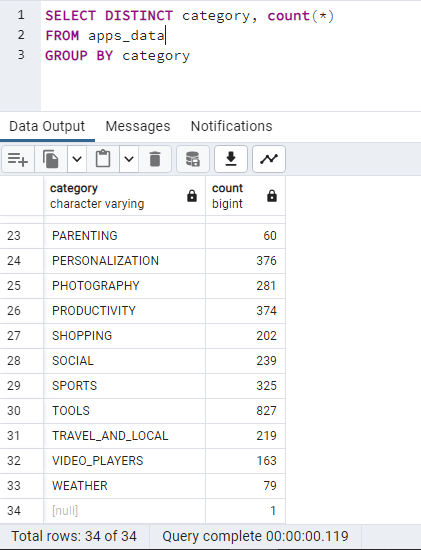 1 SELECT DISTINCT category, count(*)
2 FROM apps_data
3 GROUP BY category
Data Output Messages Notifications
category count
character varying bigint
23 PARENTING 60
24 PERSONALIZATION 376
25 PHOTOGRAPHY 281
26 PRODUCTIVITY 374
27 SHOPPING 202
28 SOCIAL 239
29 SPORTS 325
30 TOOLS 827
31 TRAVEL_AND_LOCAL 219
32 VIDEO_PLAYERS 163
33 WEATHER 79
34 [null] 1
Total rows: 34 of 34 Query complete 00:00:00.119